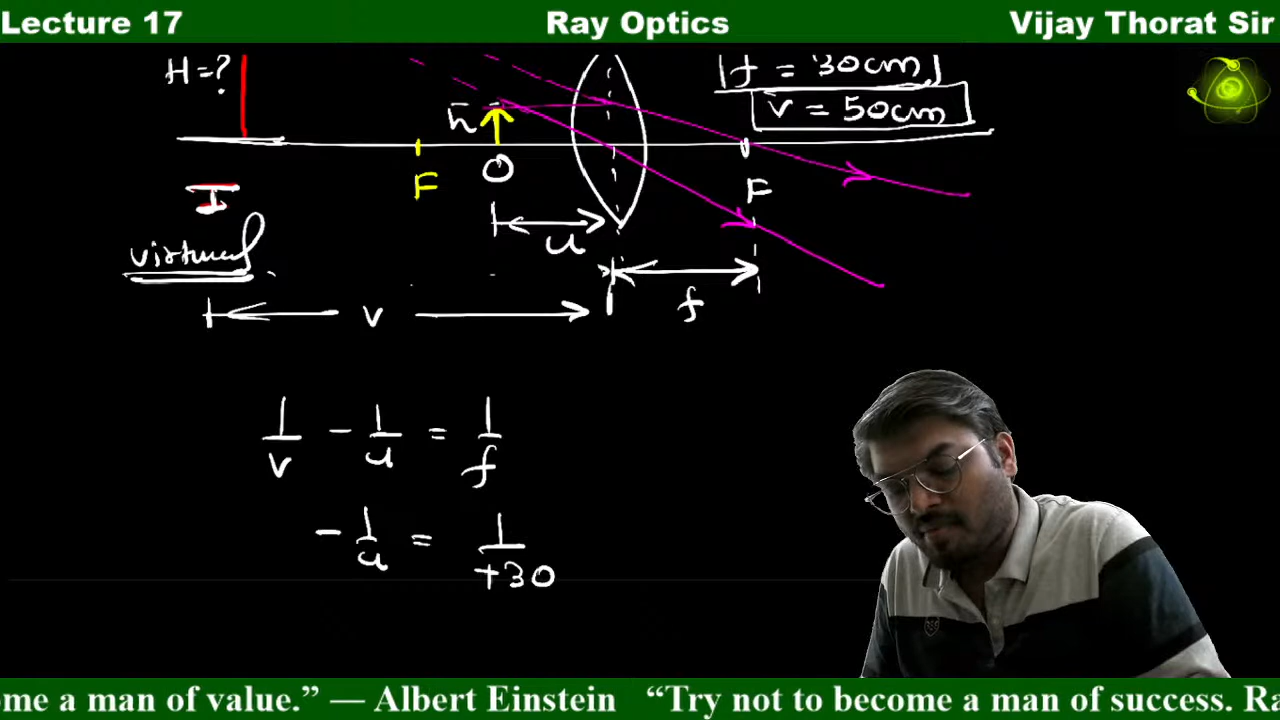 Lecture 17 Ray Optics Vijay Thorat Sir
H=?
f = 30cm
v = 50cm
h
F O F
I
u
virtual
v f
1/v - 1/u = 1/f
- 1/u = 1/+30
ome a man of value.” — Albert Einstein “Try not to become a man of success. Ra